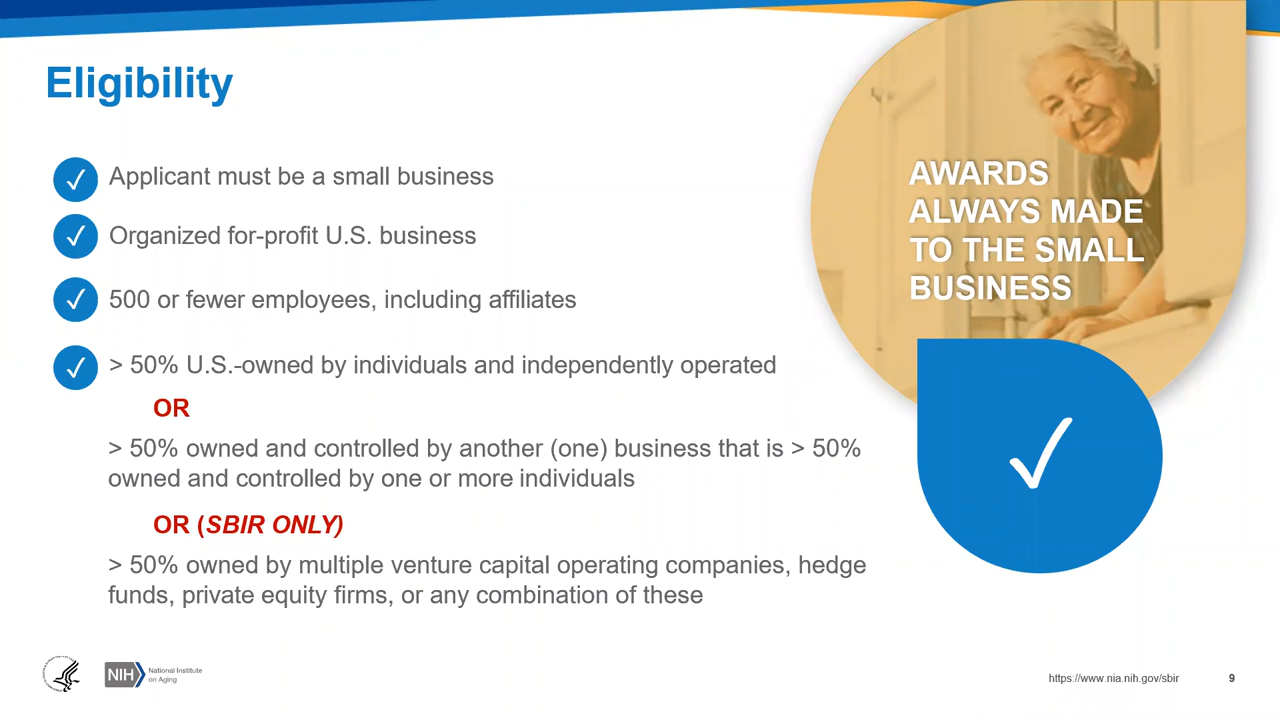 Eligibility
Applicant must be a small business
Organized for-profit U.S. business
500 or fewer employees, including affiliates
> 50% U.S.-owned by individuals and independently operated
OR
> 50% owned and controlled by another (one) business that is > 50%
owned and controlled by one or more individuals
OR (SBIR ONLY)
> 50% owned by multiple venture capital operating companies, hedge
funds, private equity firms, or any combination of these
AWARDS
ALWAYS MADE
TO THE SMALL
BUSINESS
NIH
National Institute
on Aging
https://www.nia.nih.gov/sbir
9